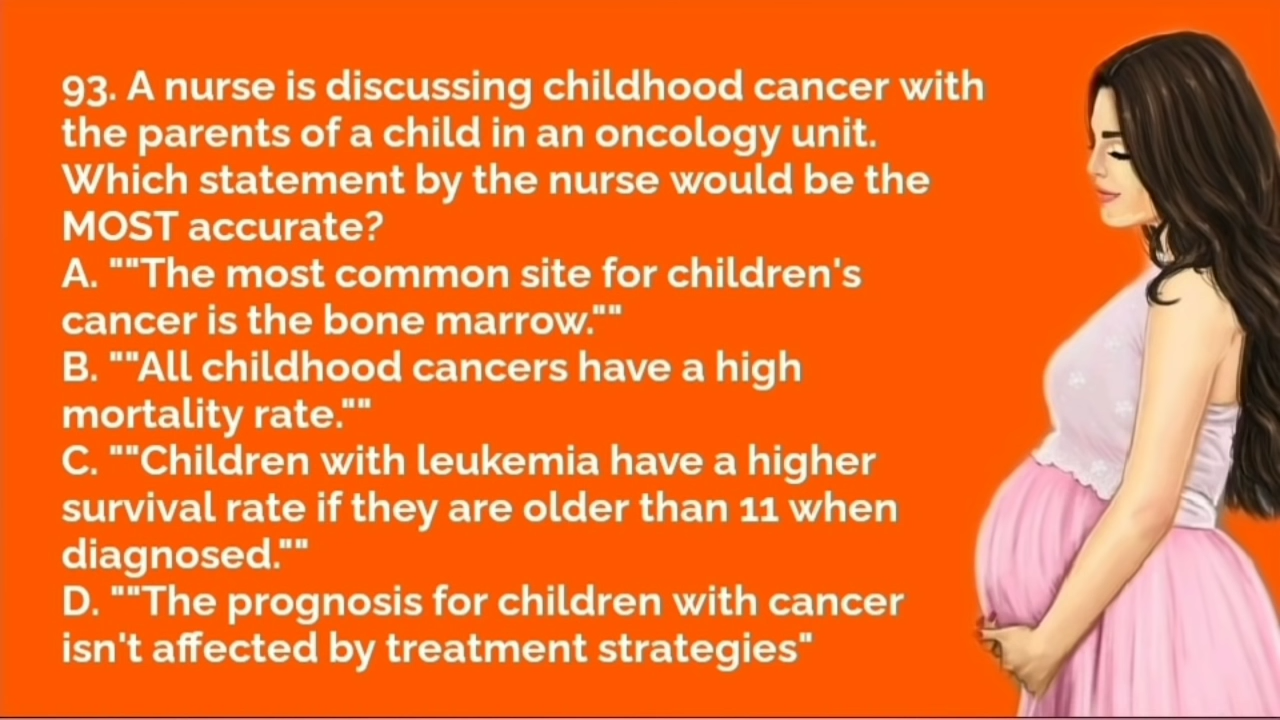 93. A nurse is discussing childhood cancer with
the parents of a child in an oncology unit.
Which statement by the nurse would be the
MOST accurate?
A. ""The most common site for children's
cancer is the bone marrow.""
B. ""All childhood cancers have a high
mortality rate.""
C. ""Children with leukemia have a higher
survival rate if they are older than 11 when
diagnosed.""
D. ""The prognosis for children with cancer
isn't affected by treatment strategies"